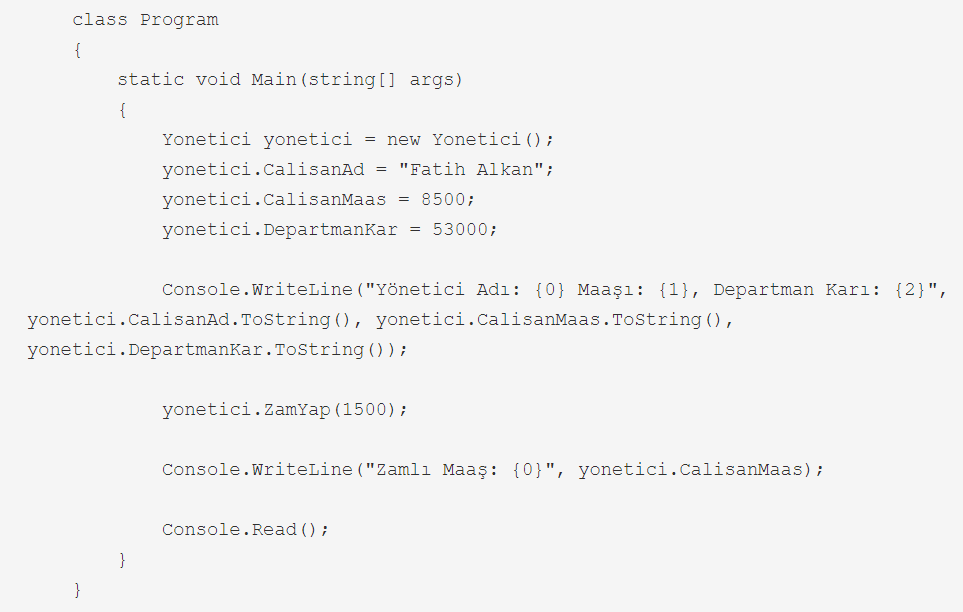 class Program
{
static void Main(string[] args)
{
Yonetici yonetici = new Yonetici();
yonetici.CalisanAd = "Fatih Alkan";
yonetici.CalisanMaas = 8500;
yonetici.DepartmanKar = 53000;
Console.WriteLine("Yönetici Adı: {0} Maaşı: {1}, Departman Karı: {2}",
yonetici.CalisanAd.ToString(), yonetici.CalisanMaas.ToString(),
yonetici.DepartmanKar.ToString());
yonetici.ZamYap(1500);
Console.WriteLine("Zamlı Maaş: {0}", yonetici.CalisanMaas);
Console.Read();
}
}